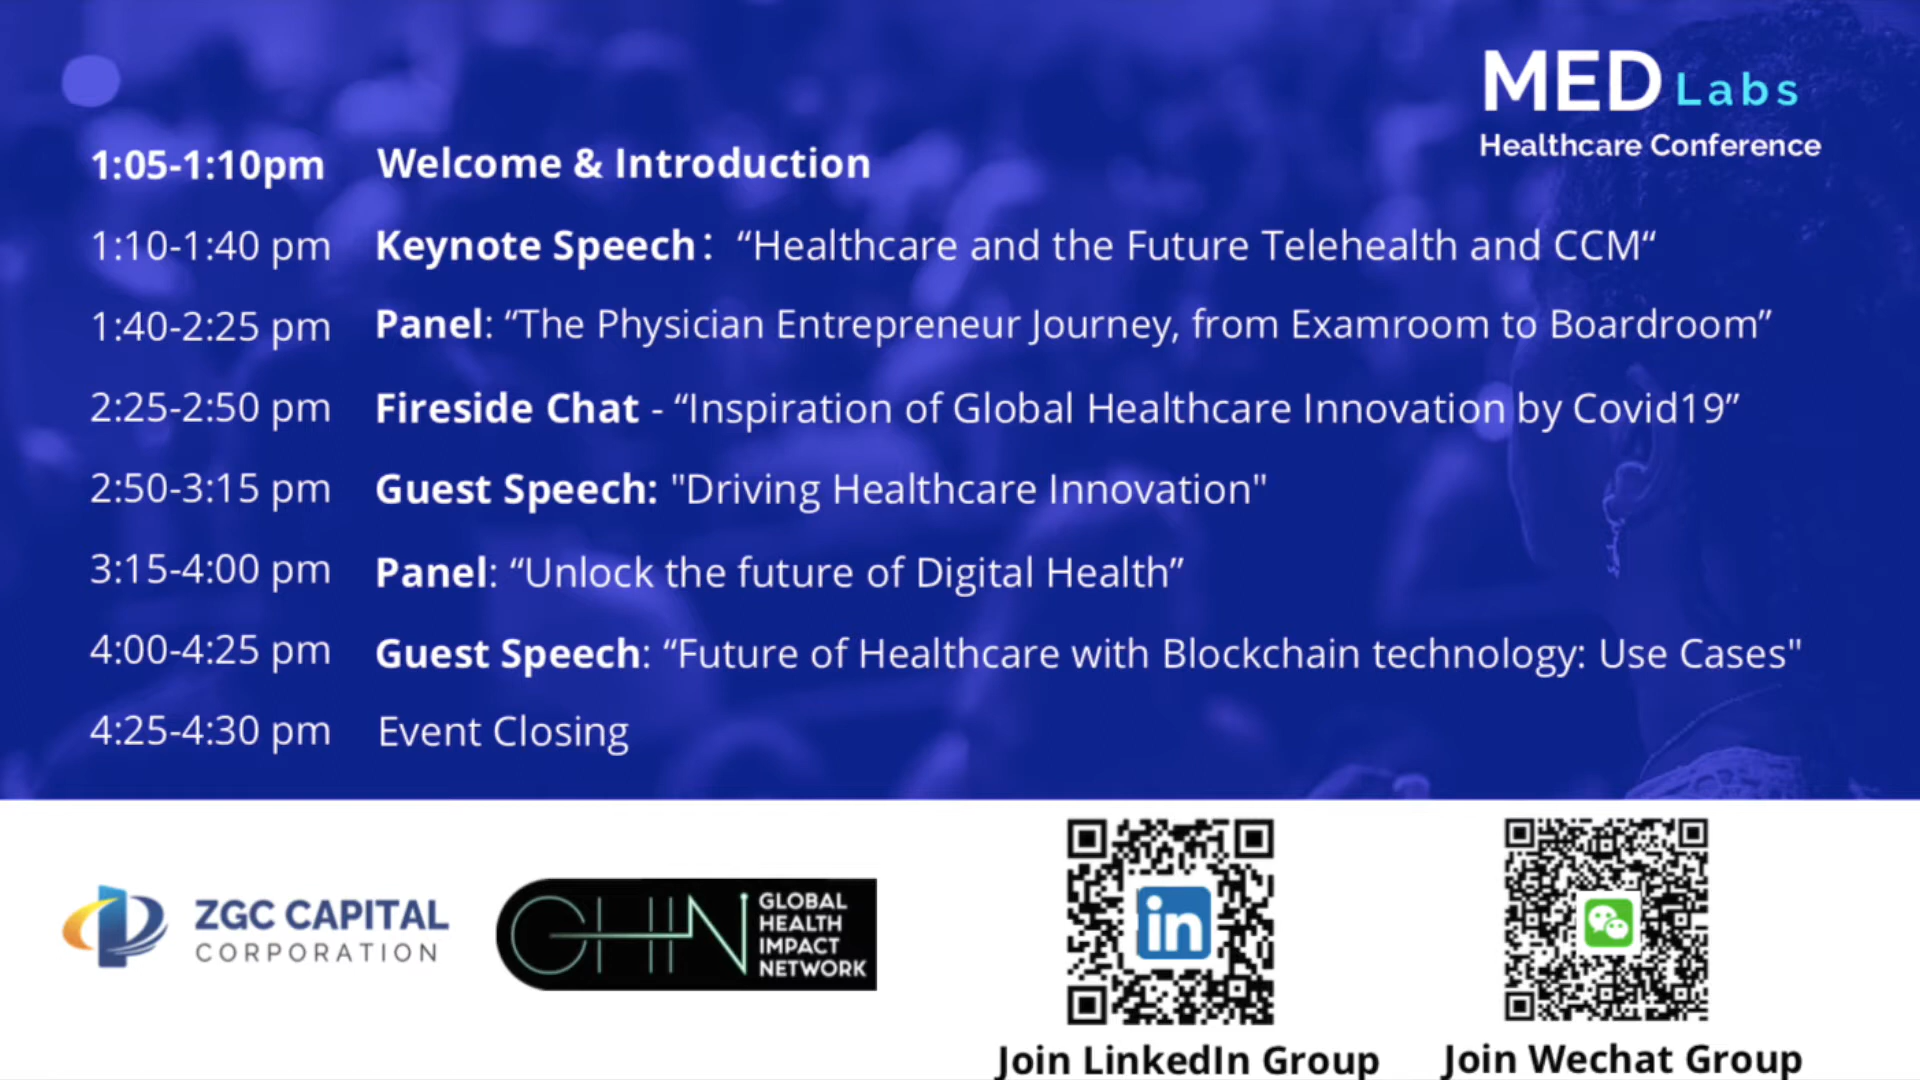 MED Labs
Healthcare Conference
1:05-1:10pm Welcome & Introduction
1:10-1:40 pm Keynote Speech: “Healthcare and the Future Telehealth and CCM“
1:40-2:25 pm Panel: “The Physician Entrepreneur Journey, from Examroom to Boardroom”
2:25-2:50 pm Fireside Chat - “Inspiration of Global Healthcare Innovation by Covid19”
2:50-3:15 pm Guest Speech: "Driving Healthcare Innovation"
3:15-4:00 pm Panel: “Unlock the future of Digital Health”
4:00-4:25 pm Guest Speech: “Future of Healthcare with Blockchain technology: Use Cases"
4:25-4:30 pm Event Closing
ZGC CAPITAL
CORPORATION
GHIN
GLOBAL
HEALTH
IMPACT
NETWORK
in
Join LinkedIn Group
Join Wechat Group